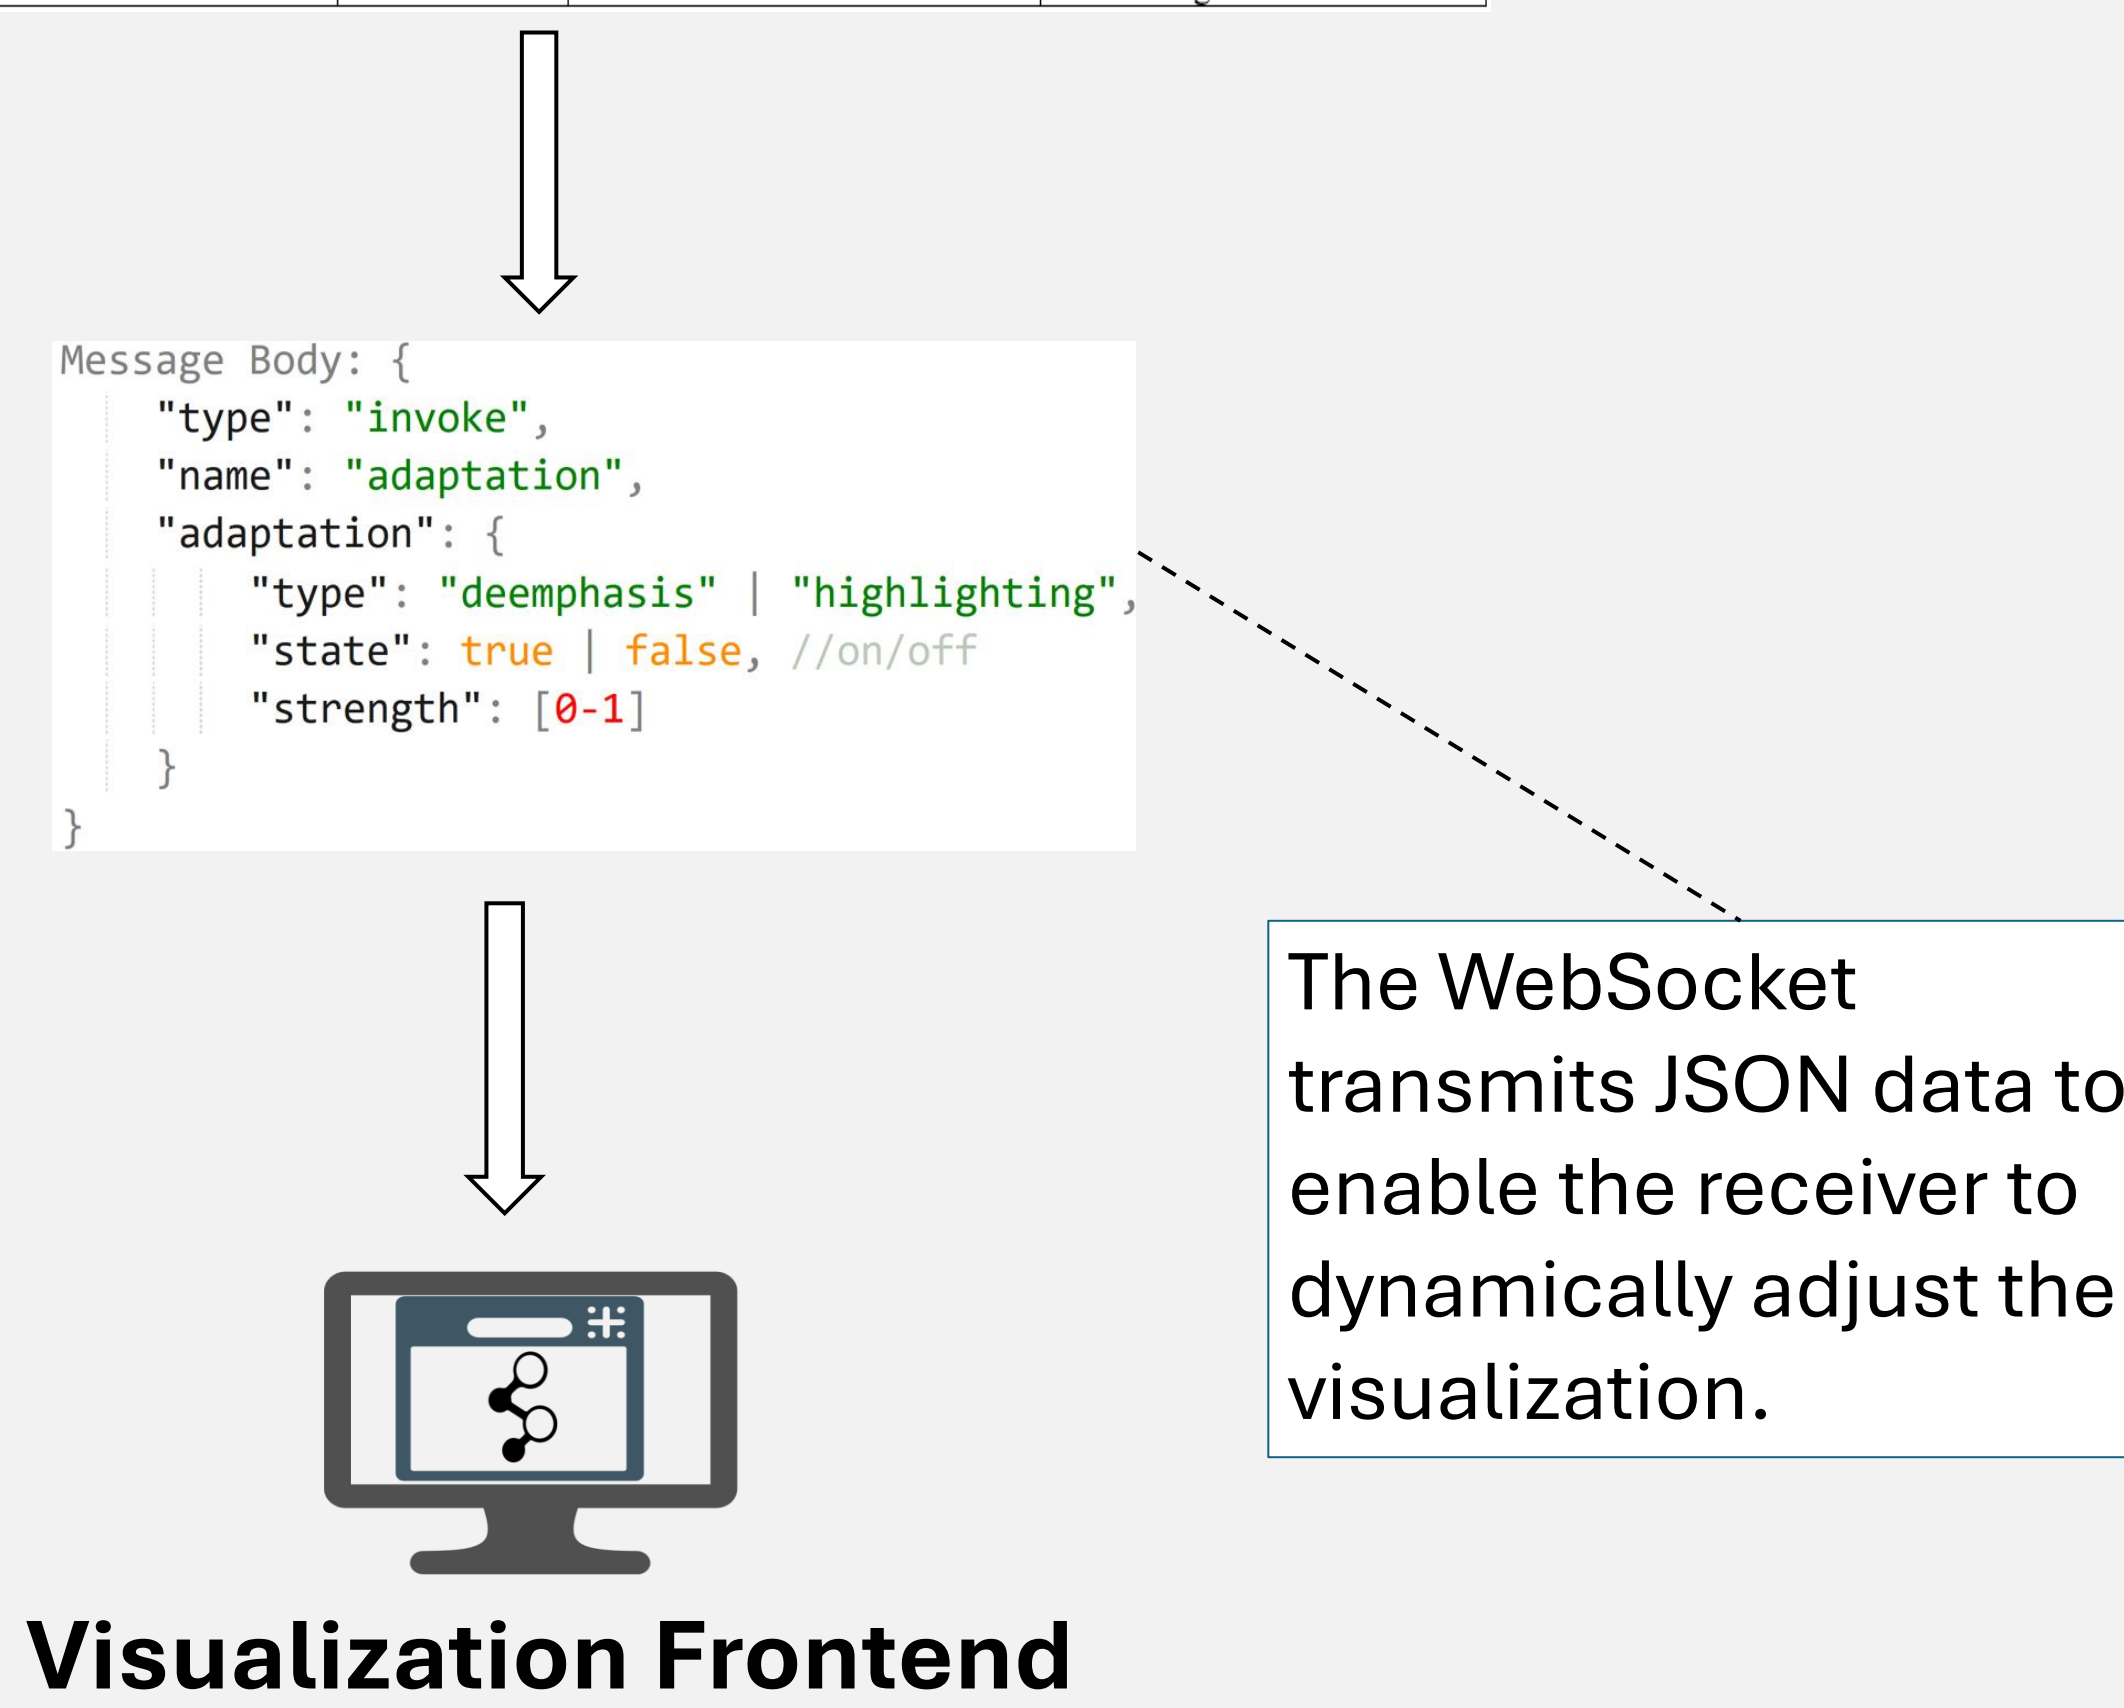 Message Body: {
"type": "invoke",
"name": "adaptation",
"adaptation": {
"type": "deemphasis" | "highlighting",
"state": true | false, //on/off
"strength": [0-1]
}
}
The WebSocket
transmits JSON data to
enable the receiver to
dynamically adjust the
visualization.
Visualization Frontend